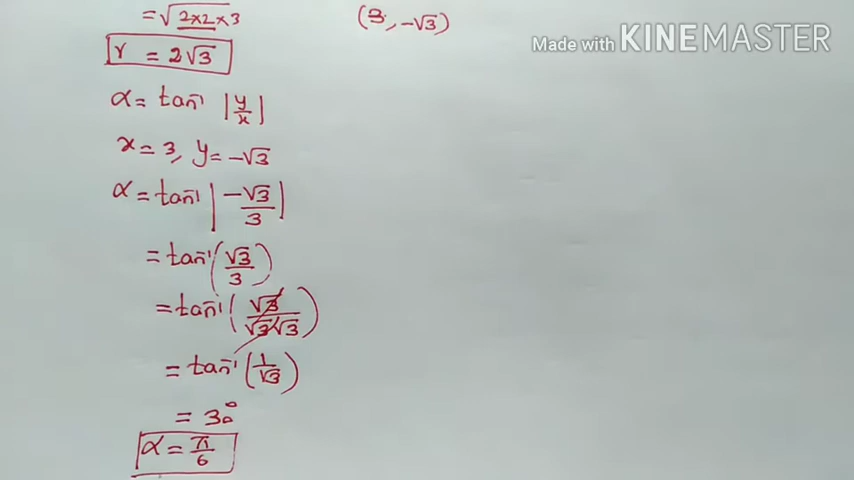 = √2×2×3
(3, -√3)
Made with KINEMASTER
r = 2√3
α = tan⁻¹ |y/x|
x = 3, y = -√3
α = tan⁻¹ |-√3/3|
= tan⁻¹ (√3/3)
= tan⁻¹ (√3/√3√3)
= tan⁻¹ (1/√3)
= 30°
α = π/6